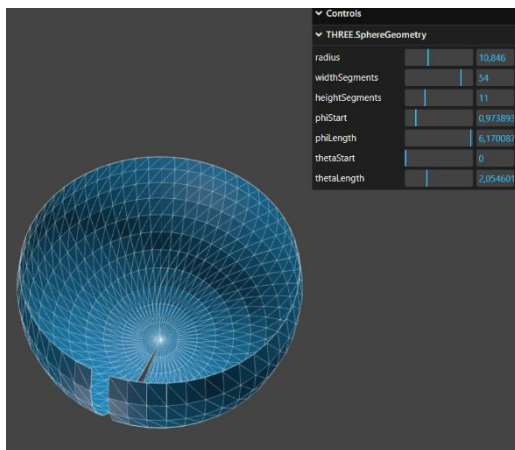 Controls
THREE.SphereGeometry
radius 10,846
widthSegments 54
heightSegments 11
phiStart 0,973893
phiLength 6,170087
thetaStart 0
thetaLength 2,054601